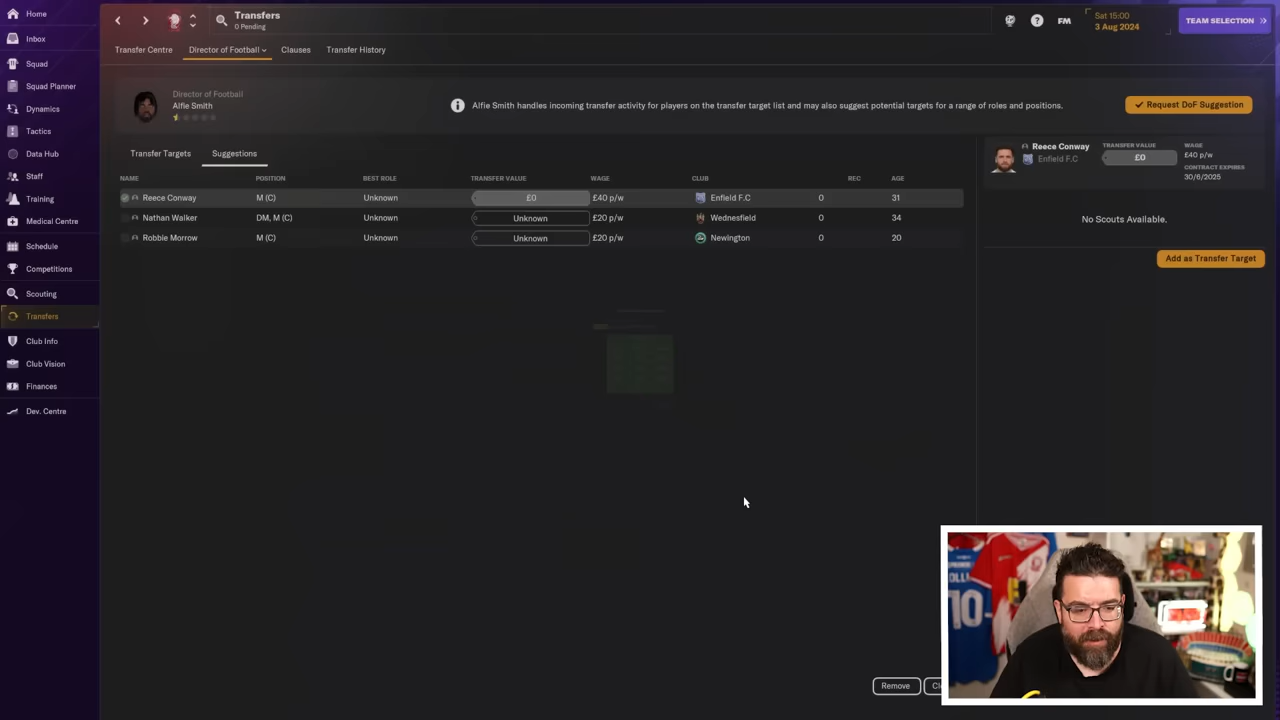 Home
Transfers
0 Pending
FM
Sat 15:00
3 Aug 2024
TEAM SELECTION
Inbox
Squad
Squad Planner
Dynamics
Tactics
Data Hub
Staff
Training
Medical Centre
Schedule
Competitions
Scouting
Transfers
Club Info
Club Vision
Finances
Dev. Centre
Transfer Centre Director of Football Clauses Transfer History
Director of Football
Alfie Smith
Alfie Smith handles incoming transfer activity for players on the transfer target list and may also suggest potential targets for a range of roles and positions.
Request DoF Suggestion
Transfer Targets Suggestions
NAME POSITION BEST ROLE TRANSFER VALUE WAGE CLUB REC AGE
Reece Conway M (C) Unknown £0 £40 p/w Enfield F.C 0 31
Nathan Walker DM, M (C) Unknown Unknown £20 p/w Wednesfield 0 34
Robbie Morrow M (C) Unknown Unknown £20 p/w Newington 0 20
Reece Conway
Enfield F.C
TRANSFER VALUE
£0
WAGE
£40 p/w
CONTRACT EXPIRES
30/6/2025
No Scouts Available.
Add as Transfer Target
Remove
10